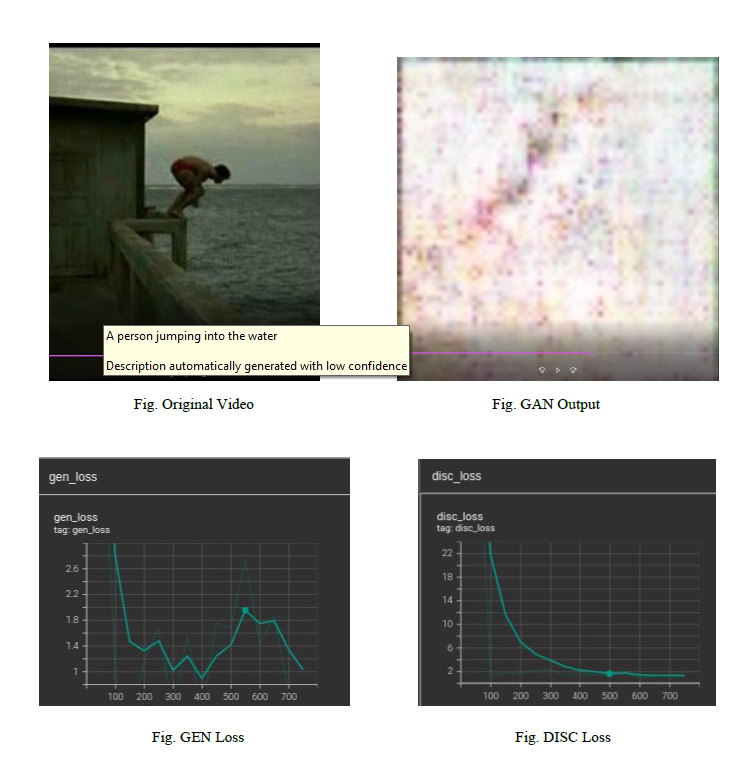 A person jumping into the water
Description automatically generated with low confidence
Fig. Original Video
Fig. GAN Output
gen_loss
gen_loss
tag: gen_loss
2.6
2.2
1.8
1.4
1
100 200 300 400 500 600 700
disc_loss
disc_loss
tag: disc_loss
22
18
14
10
6
2
100 200 300 400 500 600 700
Fig. GEN Loss
Fig. DISC Loss